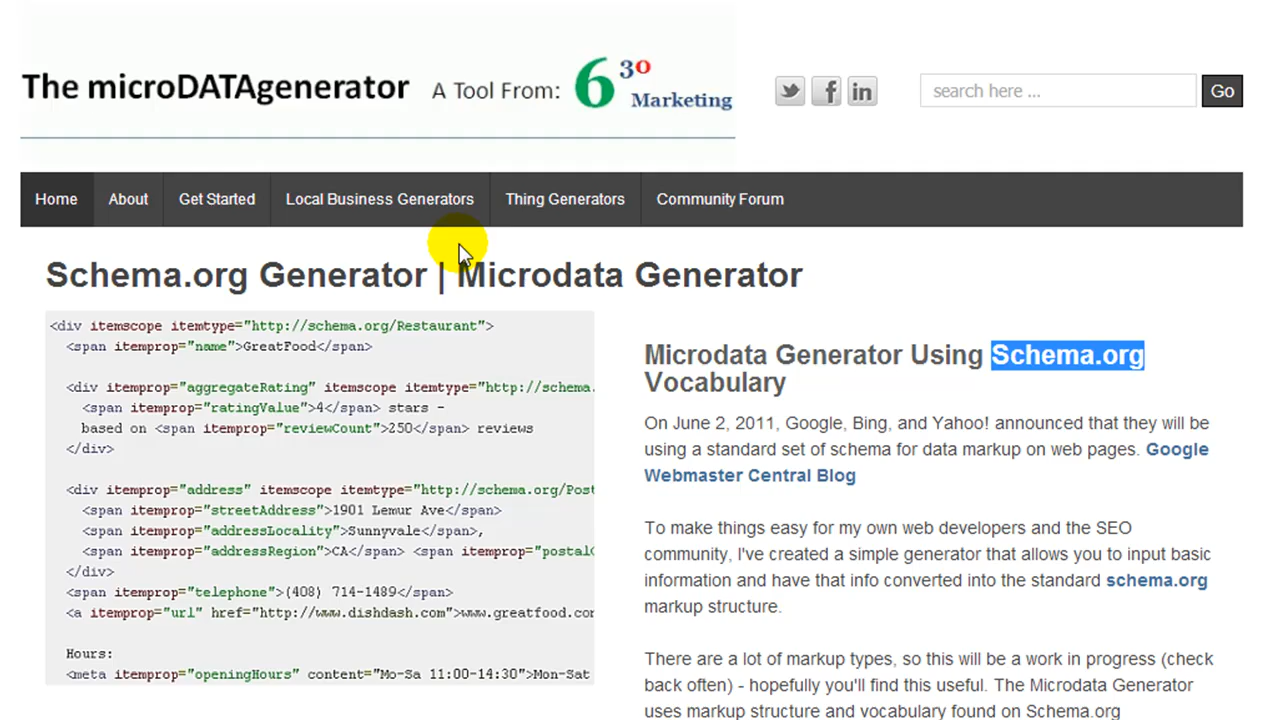 The microDATAgenerator A Tool From: 630 Marketing
search here ... Go
Home About Get Started Local Business Generators Thing Generators Community Forum
Schema.org Generator | Microdata Generator
<div itemscope itemtype="http://schema.org/Restaurant">
<span itemprop="name">GreatFood</span>
<div itemprop="aggregateRating" itemscope itemtype="http://schema.
<span itemprop="ratingValue">4</span> stars -
based on <span itemprop="reviewCount">250</span> reviews
</div>
<div itemprop="address" itemscope itemtype="http://schema.org/Post
<span itemprop="streetAddress">1901 Lemur Ave</span>
<span itemprop="addressLocality">Sunnyvale</span>,
<span itemprop="addressRegion">CA</span> <span itemprop="postal
</div>
<span itemprop="telephone">(408) 714-1489</span>
<a itemprop="url" href="http://www.dishdash.com">www.greatfood.com
Hours:
<meta itemprop="openingHours" content="Mo-Sa 11:00-14:30">Mon-Sat
Microdata Generator Using Schema.org
Vocabulary
On June 2, 2011, Google, Bing, and Yahoo! announced that they will be
using a standard set of schema for data markup on web pages. Google
Webmaster Central Blog
To make things easy for my own web developers and the SEO
community, I've created a simple generator that allows you to input basic
information and have that info converted into the standard schema.org
markup structure.
There are a lot of markup types, so this will be a work in progress (check
back often) - hopefully you'll find this useful. The Microdata Generator
uses markup structure and vocabulary found on Schema.org